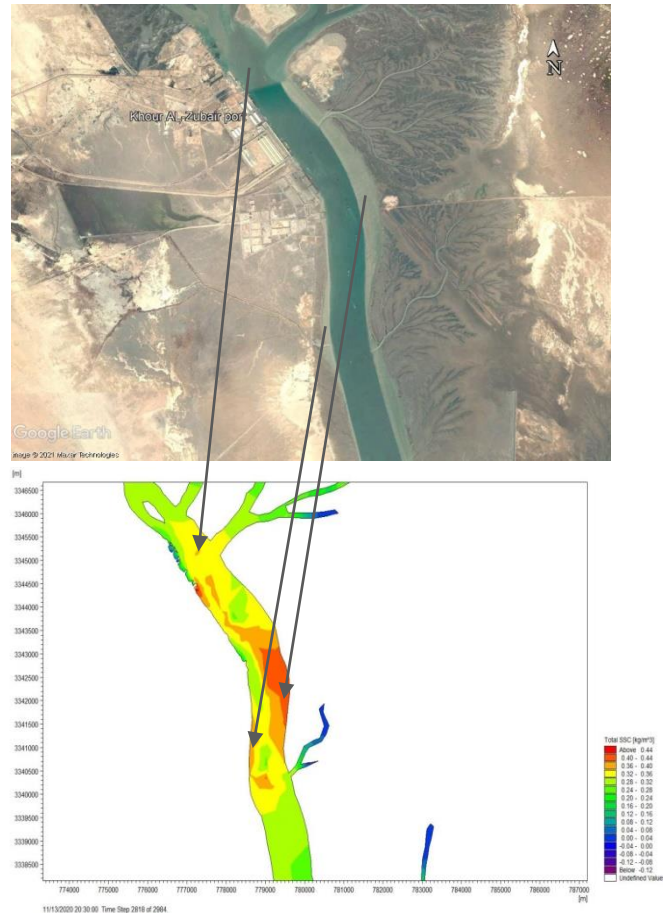 N
Khour AL, Zubair port
Google Earth
Image © 2021 Maxar Technologies
[m]
3346500
3346000
3345500
3345000
3344500
3344000
3343500
3343000
3342500
3342000
3341500
3341000
3340500
3340000
3339500
3339000
3338500
774000 775000 776000 777000 778000 779000 780000 781000 782000 783000 784000 785000 786000 787000
[m]
11/13/2020 20:30:00 Time Step 2818 of 2984.
Total SSC [kg/m^3]
Above 0.44
0.40 - 0.44
0.36 - 0.40
0.32 - 0.36
0.28 - 0.32
0.24 - 0.28
0.20 - 0.24
0.16 - 0.20
0.12 - 0.16
0.08 - 0.12
0.04 - 0.08
0.00 - 0.04
-0.04 - 0.00
-0.08 - -0.04
-0.12 - -0.08
Below -0.12
Undefined Value